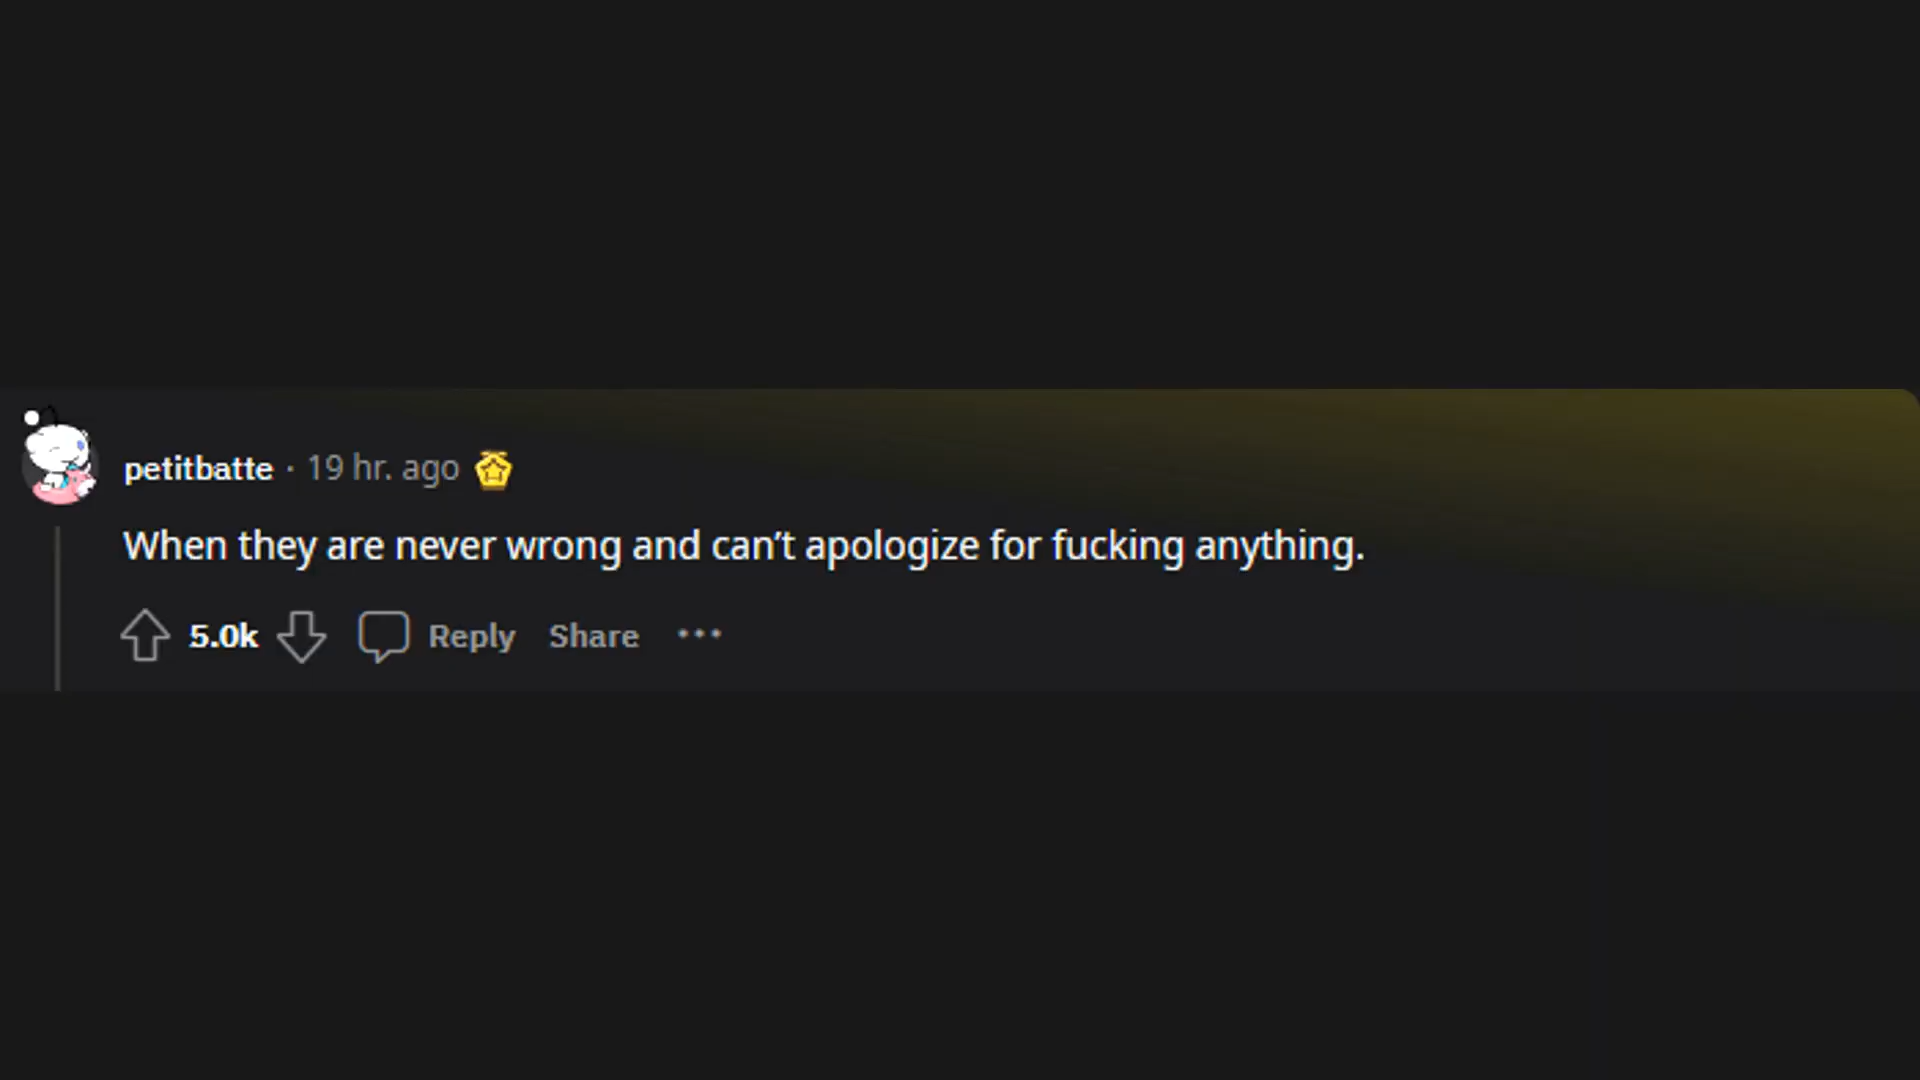 petitbatte · 19 hr. ago
When they are never wrong and can’t apologize for fucking anything.
5.0k Reply Share ···